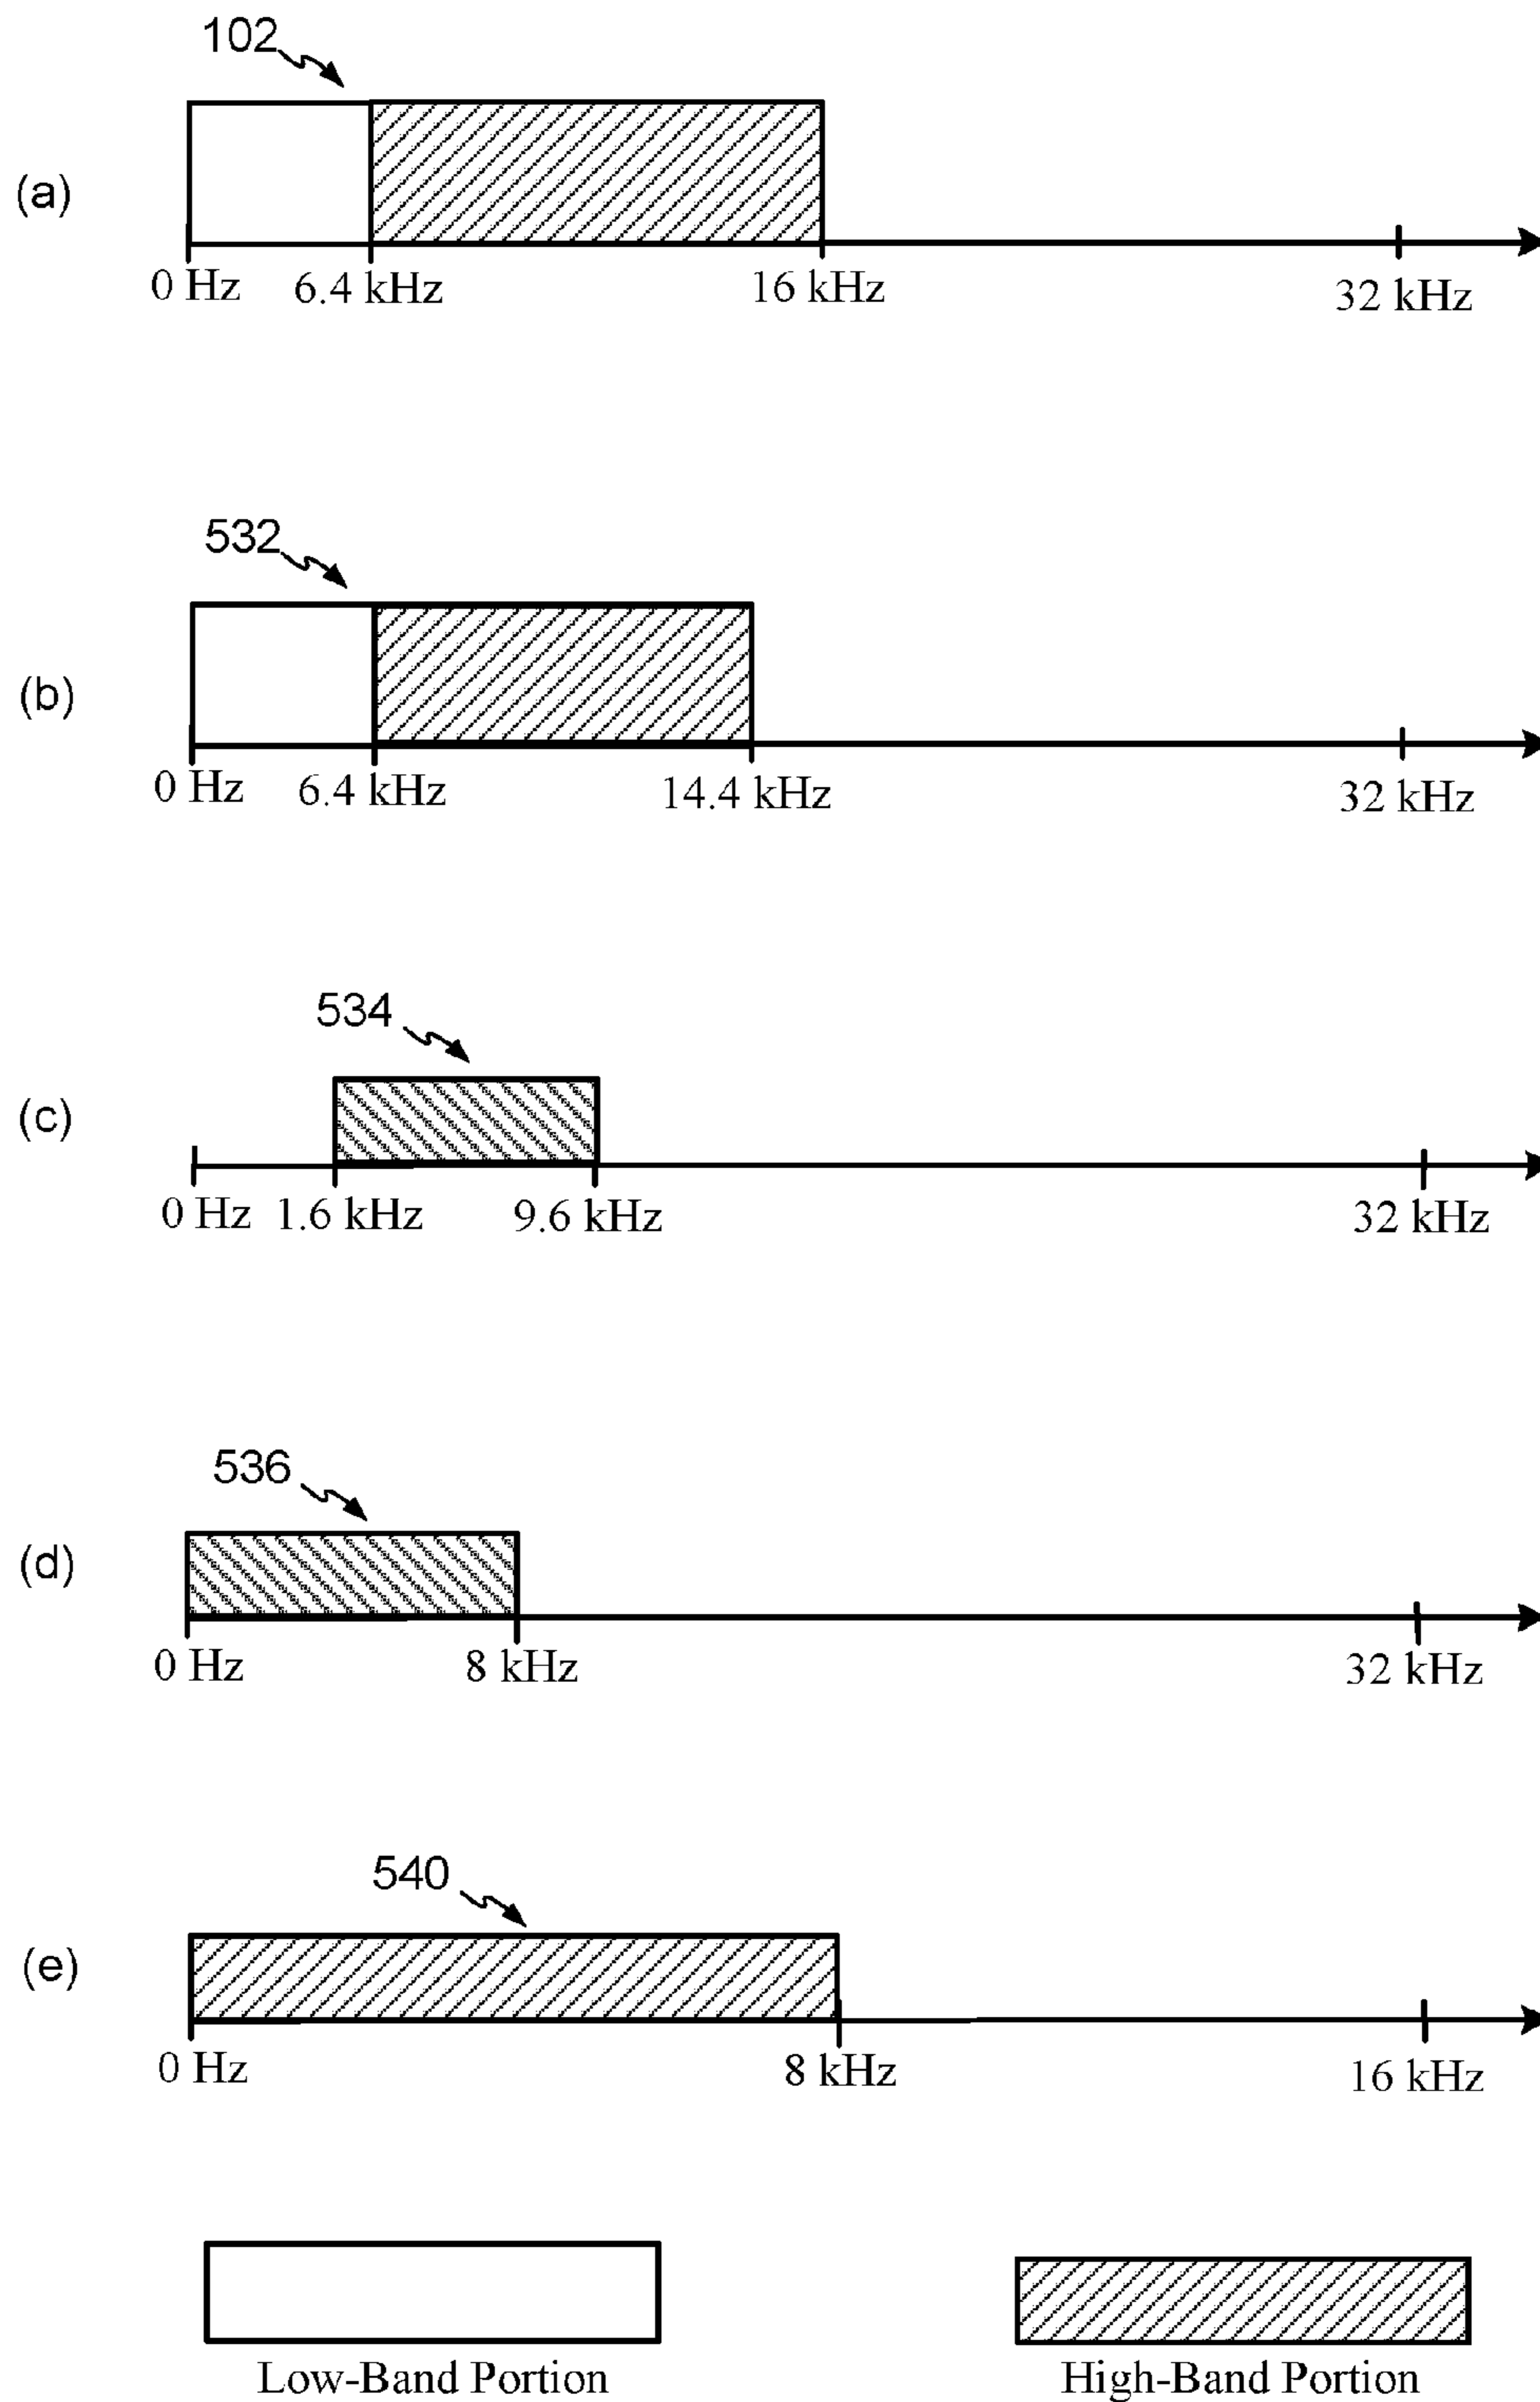 102
(a)
0 Hz 6.4 kHz 16 kHz 32 kHz
532
(b)
0 Hz 6.4 kHz 14.4 kHz 32 kHz
534
(c)
0 Hz 1.6 kHz 9.6 kHz 32 kHz
536
(d)
0 Hz 8 kHz 32 kHz
540
(e)
0 Hz 8 kHz 16 kHz
Low-Band Portion High-Band Portion